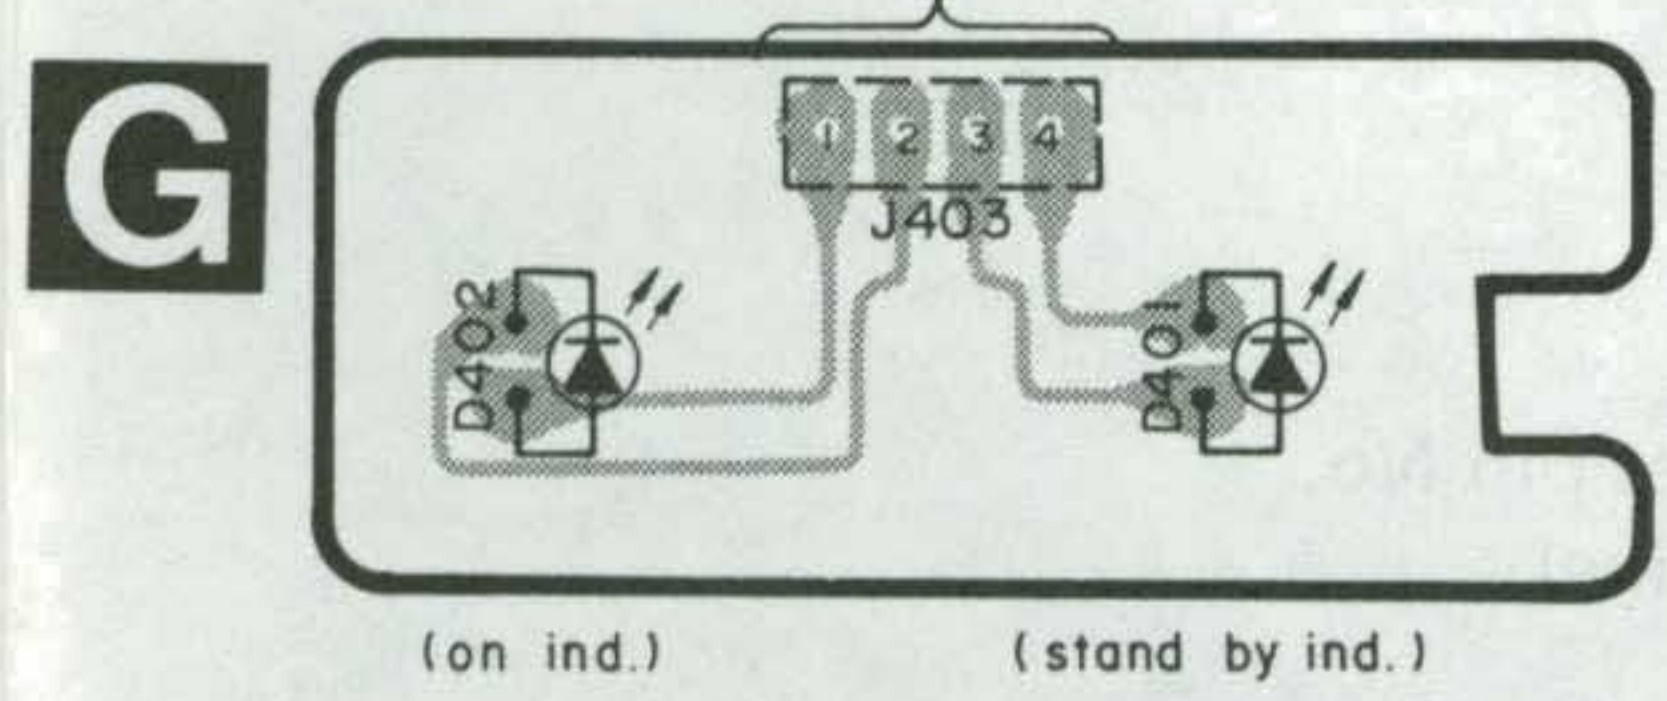 G
1 2 3 4
J403
D402
D401
(on ind.)
(stand by ind.)